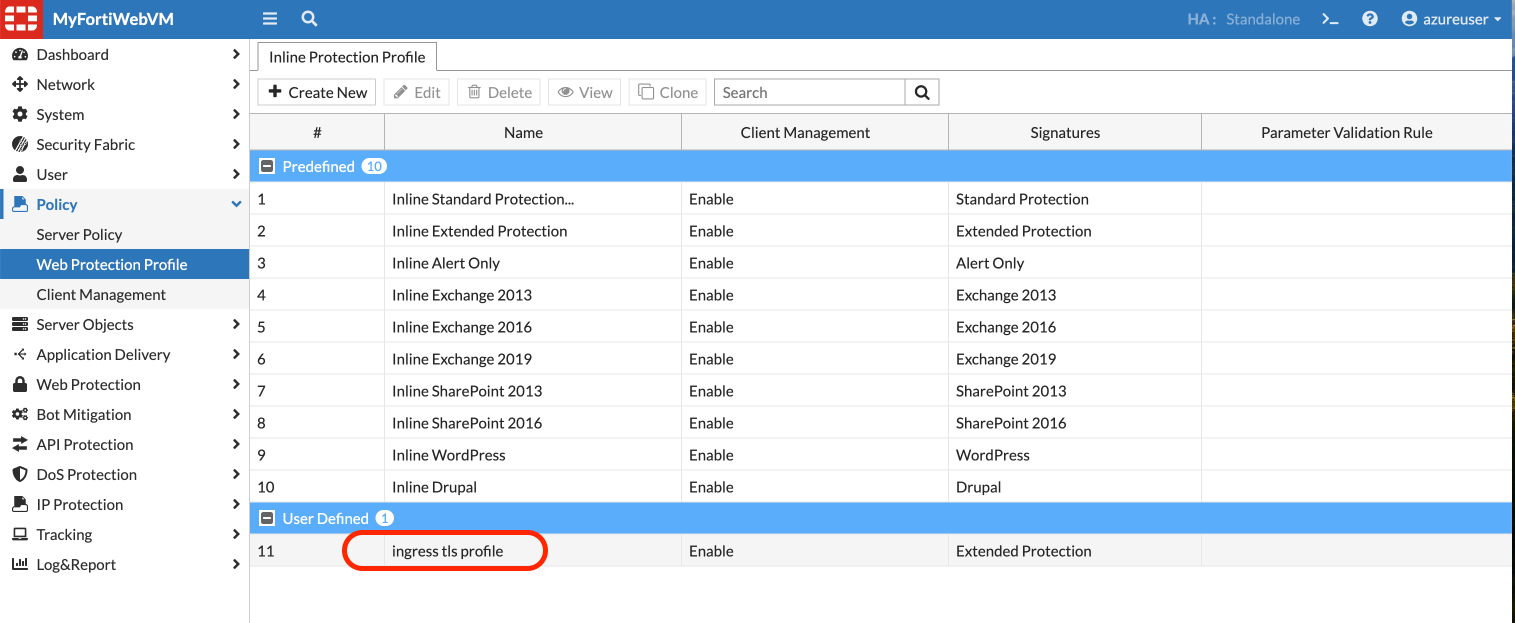 MyFortiWebVM HA: Standalone azureuser
Dashboard
Network
System
Security Fabric
User
Policy
Server Policy
Web Protection Profile
Client Management
Server Objects
Application Delivery
Web Protection
Bot Mitigation
API Protection
DoS Protection
IP Protection
Tracking
Log&Report
Inline Protection Profile
Create New Edit Delete View Clone Search
# Name Client Management Signatures Parameter Validation Rule
Predefined 10
1 Inline Standard Protection... Enable Standard Protection
2 Inline Extended Protection Enable Extended Protection
3 Inline Alert Only Enable Alert Only
4 Inline Exchange 2013 Enable Exchange 2013
5 Inline Exchange 2016 Enable Exchange 2016
6 Inline Exchange 2019 Enable Exchange 2019
7 Inline SharePoint 2013 Enable SharePoint 2013
8 Inline SharePoint 2016 Enable SharePoint 2016
9 Inline WordPress Enable WordPress
10 Inline Drupal Enable Drupal
User Defined 1
11 ingress tls profile Enable Extended Protection